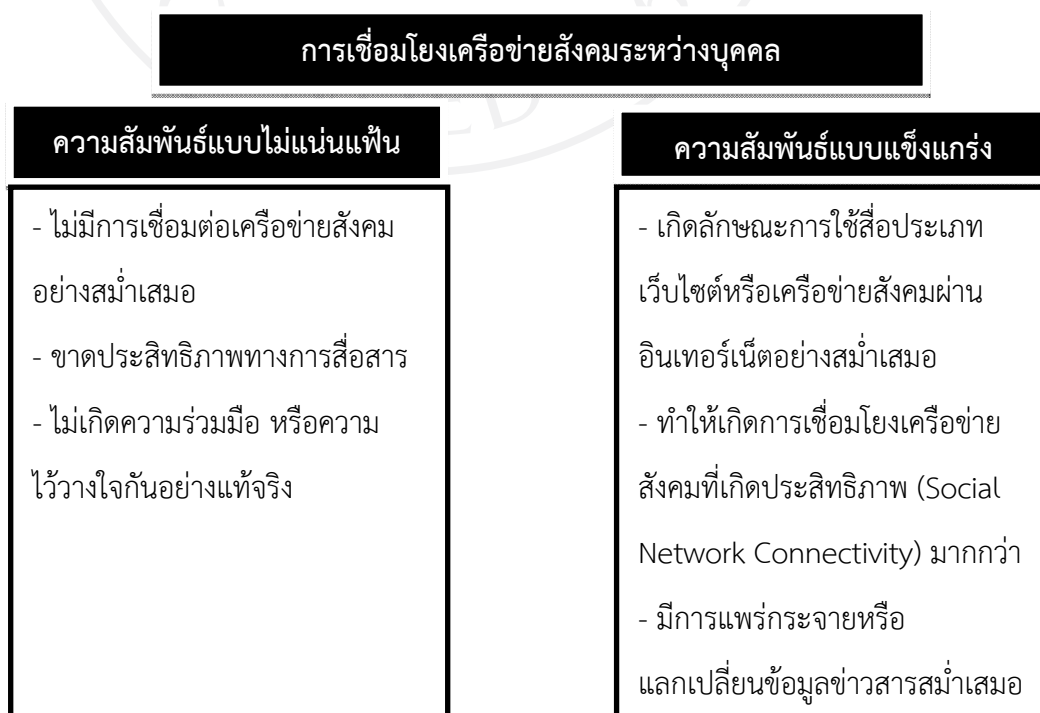 การเชื่อมโยงเครือข่ายสังคมระหว่างบุคคล
ความสัมพันธ์แบบไม่แน่นแฟ้น
- ไม่มีการเชื่อมต่อเครือข่ายสังคม
อย่างสม่ำเสมอ
- ขาดประสิทธิภาพทางการสื่อสาร
- ไม่เกิดความร่วมมือ หรือความ
ไว้วางใจกันอย่างแท้จริง
ความสัมพันธ์แบบแข็งแกร่ง
- เกิดลักษณะการใช้สื่อประเภท
เว็บไซต์หรือเครือข่ายสังคมผ่าน
อินเทอร์เน็ตอย่างสม่ำเสมอ
- ทำให้เกิดการเชื่อมโยงเครือข่าย
สังคมที่เกิดประสิทธิภาพ (Social
Network Connectivity) มากกว่า
- มีการแพร่กระจายหรือ
แลกเปลี่ยนข้อมูลข่าวสารสม่ำเสมอ